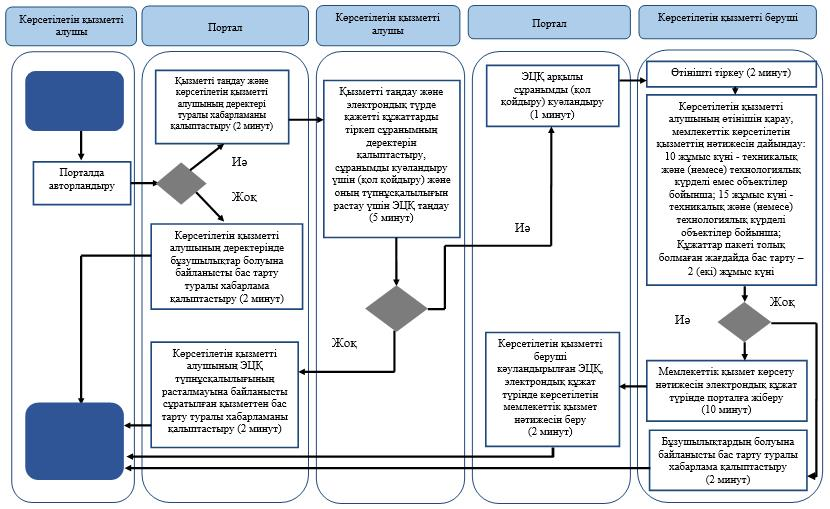 Көрсетілетін қызметті
алушы
Портал
Көрсетілетін қызметті
алушы
Портал
Көрсетілетін қызметті беруші
Порталда
авторландыру
Қызметті таңдау және
көрсетілетін қызметті
алушының деректері
туралы хабарламаны
қалыптастыру (2 минут)
Иә
Жоқ
Көрсетілетін қызметті
алушының деректерінде
бұзушылықтар болуына
байланысты бас тарту
туралы хабарлама
қалыптастыру (2 минут)
Көрсетілетін қызметті
алушының ЭЦҚ
түпнұсқалылығының
расталмауына байланысты
сұратылған қызметтен бас
тарту туралы хабарламаны
қалыптастыру (2 минут)
Қызметті таңдау және
электрондық түрде
қажетті құжаттарды
тіркеп сұранымның
деректерін
қалыптастыру,
сұранымды куәландыру
үшін (қол қойдыру) және
оның түпнұсқалылығын
растау үшін ЭЦҚ таңдау
(5 минут)
Иә
Жоқ
ЭЦҚ арқылы
сұранымды (қол
қойдыру) куәландыру
(1 минут)
Көрсетілетін қызметті
беруші
кәуландырылған ЭЦҚ,
электрондық құжат
түрінде көрсетілетін
мемлекеттік қызмет
нәтижесін беру
(2 минут)
Өтінішті тіркеу (2 минут)
Көрсетілетін қызметті
алушының өтінішін қарау,
мемлекеттік көрсетілетін
қызметтің нәтижесін дайындау:
10 жұмыс күні - техникалық
және (немесе) технологиялық
күрделі емес объектілер
бойынша; 15 жұмыс күні -
техникалық және (немесе)
технологиялық күрделі
объектілер бойынша;
Құжаттар пакеті толық
болмаған жағдайда бас тарту –
2 (екі) жұмыс күні
Жоқ
Иә
Мемлекеттік қызмет көрсету
нәтижесін электрондық құжат
түрінде порталға жіберу
(10 минут)
Бұзушылықтардың болуына
байланысты бас тарту туралы
хабарлама қалыптастыру
(2 минут)